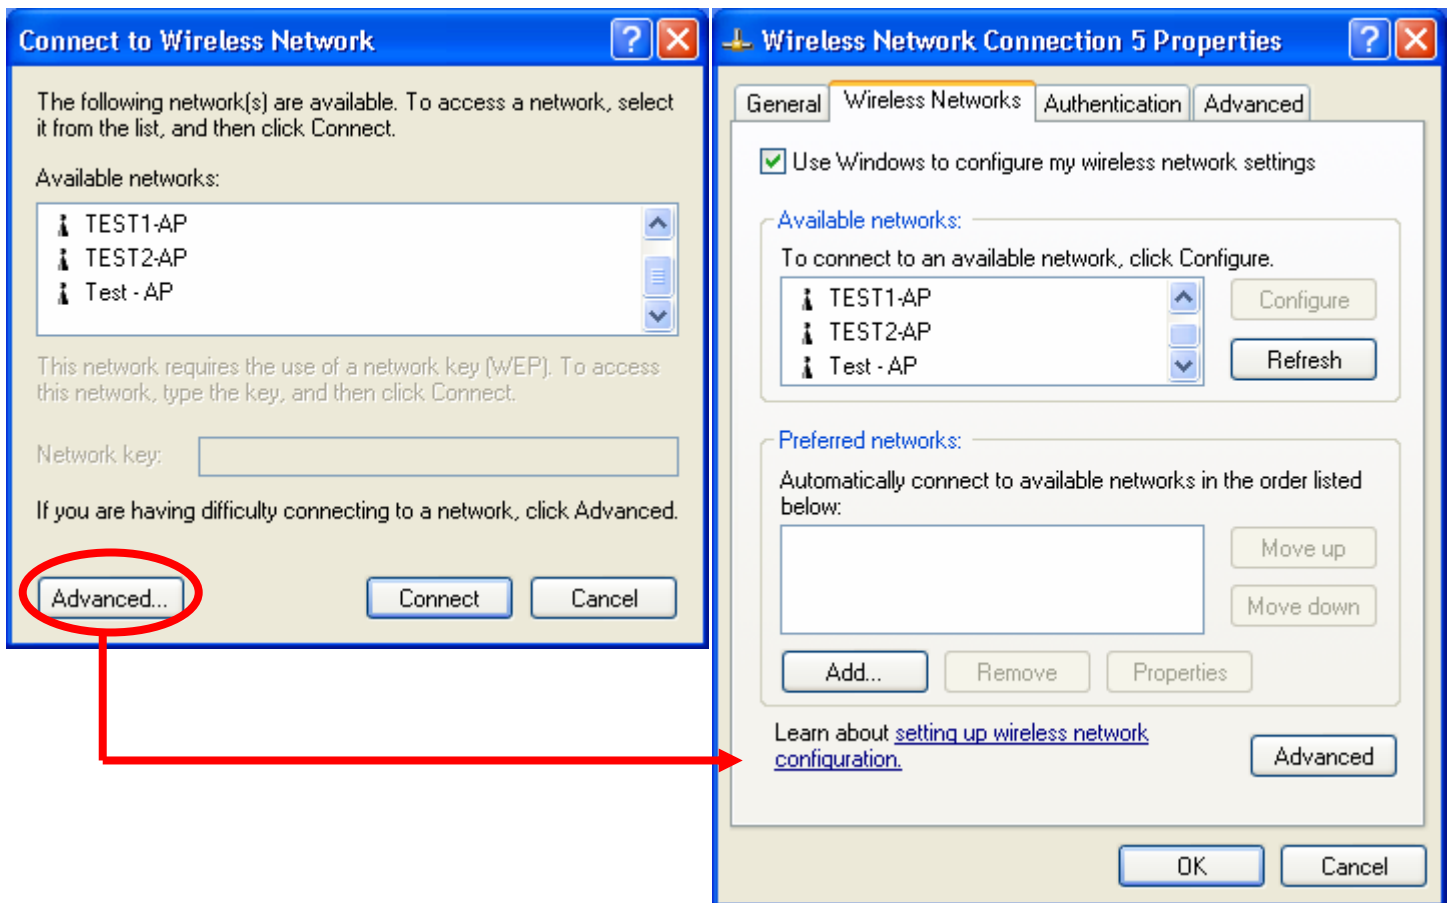 Connect to Wireless Network
The following network(s) are available. To access a network, select
it from the list, and then click Connect.
Available networks:
TEST1-AP
TEST2-AP
Test - AP
This network requires the use of a network key (WEP). To access
this network, type the key, and then click Connect.
Network key:
If you are having difficulty connecting to a network, click Advanced.
Advanced...
Connect
Cancel
Wireless Network Connection 5 Properties
General
Wireless Networks
Authentication
Advanced
Use Windows to configure my wireless network settings
Available networks:
To connect to an available network, click Configure.
TEST1-AP
TEST2-AP
Test - AP
Configure
Refresh
Preferred networks:
Automatically connect to available networks in the order listed
below:
Move up
Move down
Add...
Remove
Properties
Learn about setting up wireless network
configuration.
Advanced
OK
Cancel